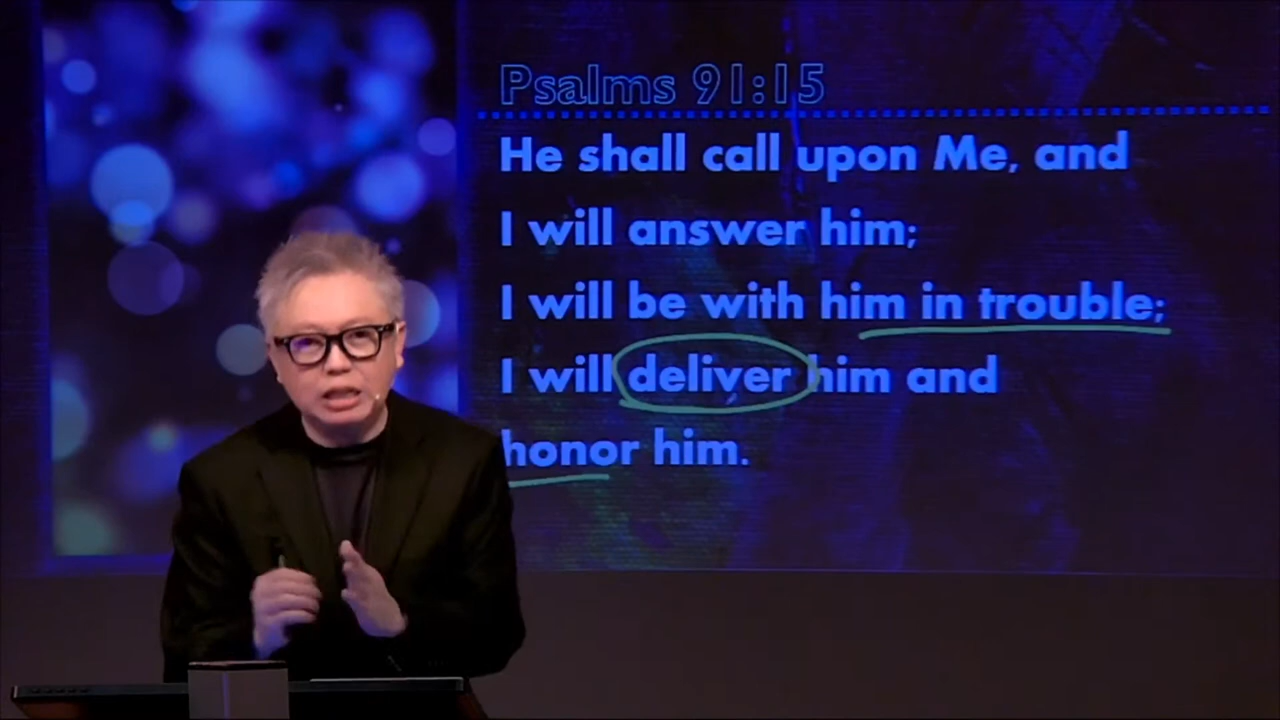 Psalms 91:15
He shall call upon Me, and
I will answer him;
I will be with him in trouble;
I will deliver him and
honor him.